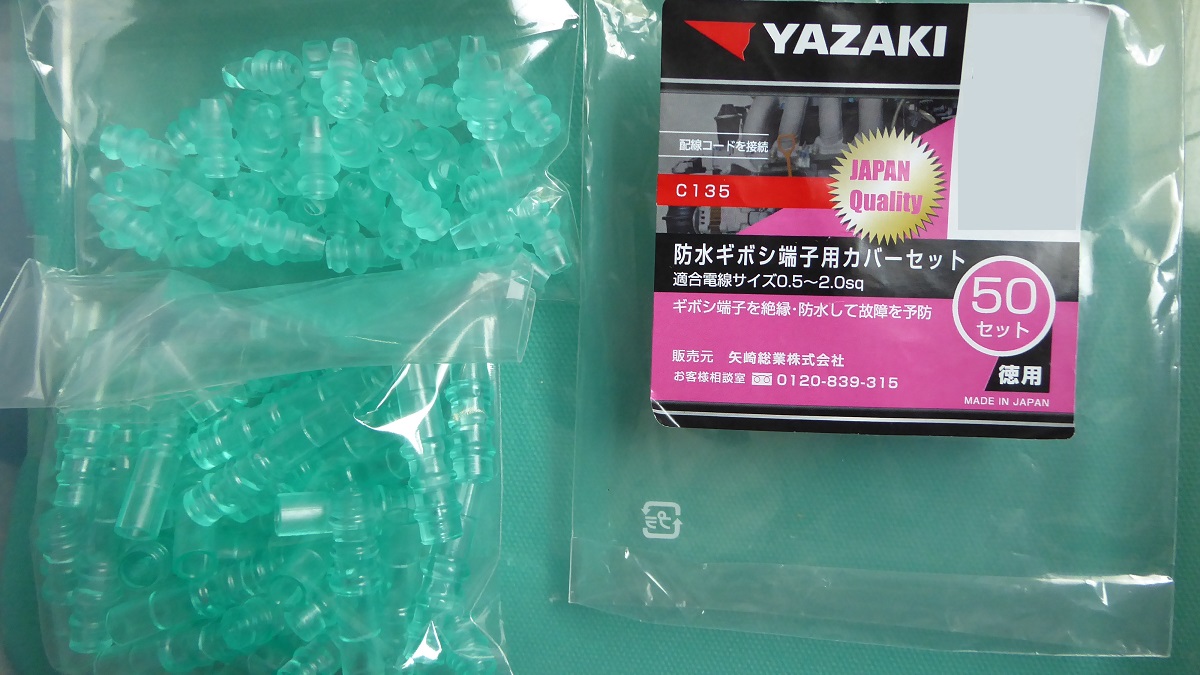 YAZAKI
配線コードを接続
C135
JAPAN
Quality
防水ギボシ端子用カバーセット
適合電線サイズ0.5～2.0sq
ギボシ端子を絶縁・防水して故障を予防
50
セット
徳用
販売元 矢崎総業株式会社
お客様相談室 0120-839-315
MADE IN JAPAN
プラ